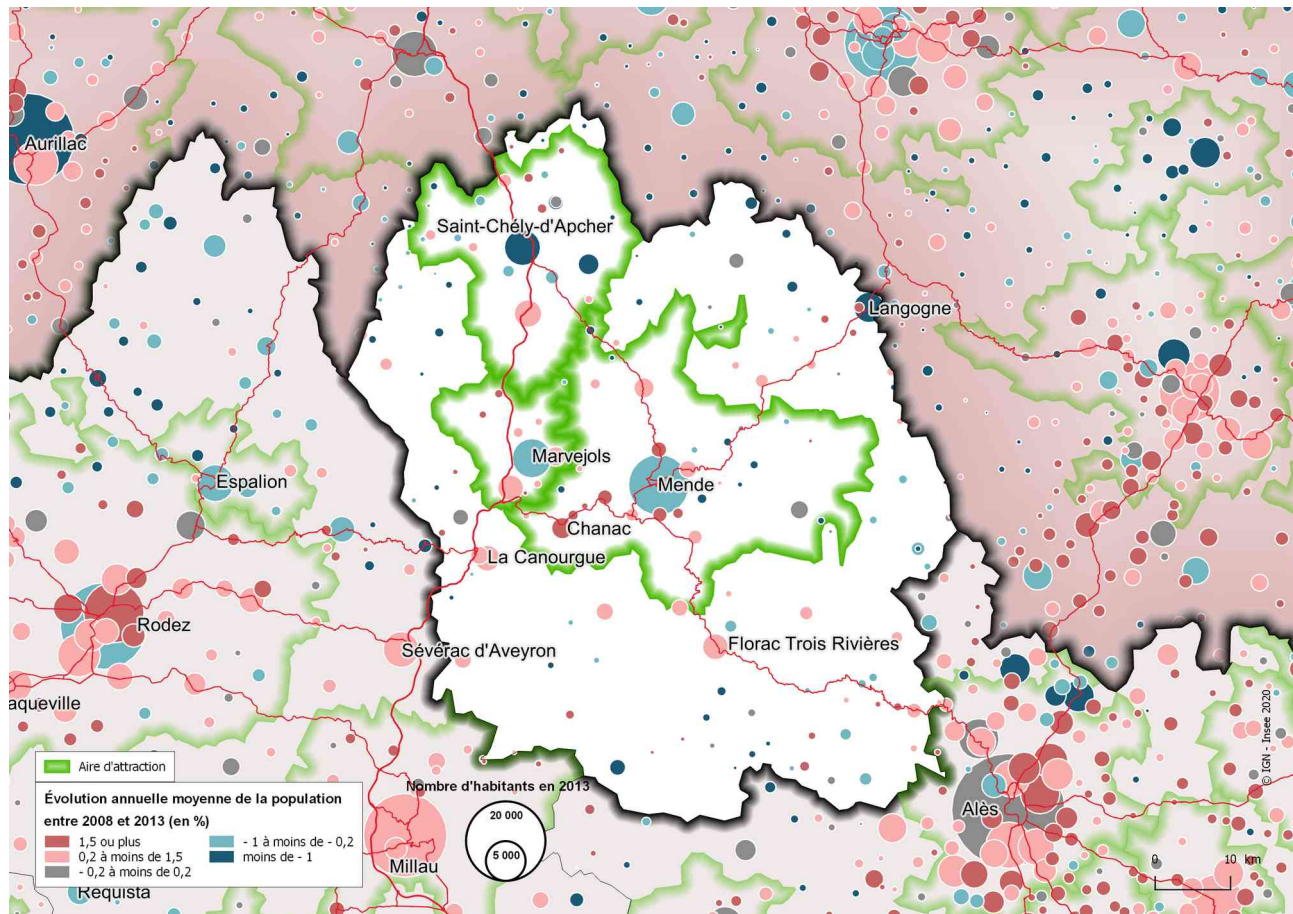 Aurillac
Saint-Chély-d'Apcher
Langogne
Marvejols
Espalion
Mende
Chanac
La Canourgue
Rodez
Florac Trois Rivières
Sévérac d'Aveyron
aqueville
© IGN - Insee 2020
Aire d'attraction
Nombre d'habitants en 2013
20 000
5 000
Évolution annuelle moyenne de la population
entre 2008 et 2013 (en %)
1,5 ou plus
0,2 à moins de 1,5
- 0,2 à moins de 0,2
- 1 à moins de - 0,2
moins de - 1
Alès
Millau
0 10 km
Réquista